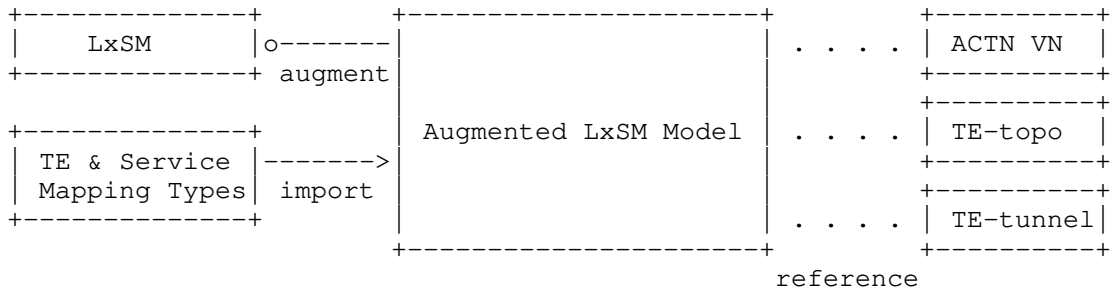 LxSM
augment
ACTN VN
Augmented LxSM Model
TE-topo
TE & Service
Mapping Types
import
TE-tunnel
reference